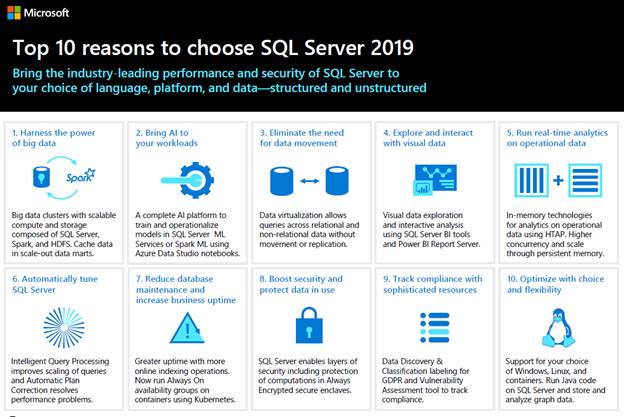 Microsoft
Top 10 reasons to choose SQL Server 2019
Bring the industry-leading performance and security of SQL Server to
your choice of language, platform, and data—structured and unstructured
1. Harness the power
of big data
Spark
Big data clusters with scalable
compute and storage
composed of SQL Server,
Spark, and HDFS. Cache data
in scale-out data marts.
2. Bring AI to
your workloads
A complete AI platform to
train and operationalize
models in SQL Server ML
Services or Spark ML using
Azure Data Studio notebooks.
3. Eliminate the need
for data movement
Data virtualization allows
queries across relational and
non-relational data without
movement or replication.
4. Explore and interact
with visual data
Visual data exploration
and interactive analysis
using SQL Server BI tools
and Power BI Report Server.
5. Run real-time analytics
on operational data
In-memory technologies
for analytics on operational
data using HTAP. Higher
concurrency and scale
through persistent memory.
6. Automatically tune
SQL Server
Intelligent Query Processing
improves scaling of queries
and Automatic Plan
Correction resolves
performance problems.
7. Reduce database
maintenance and
increase business uptime
Greater uptime with more
online indexing operations.
Now run Always On
availability groups on
containers using Kubernetes.
8. Boost security and
protect data in use
SQL Server enables layers of
security including protection
of computations in Always
Encrypted secure enclaves.
9. Track compliance with
sophisticated resources
Data Discovery &
Classification labeling for
GDPR and Vulnerability
Assessment tool to track
compliance.
10. Optimize with choice
and flexibility
Support for your choice
of Windows, Linux, and
containers. Run Java code
on SQL Server and store and
analyze graph data.